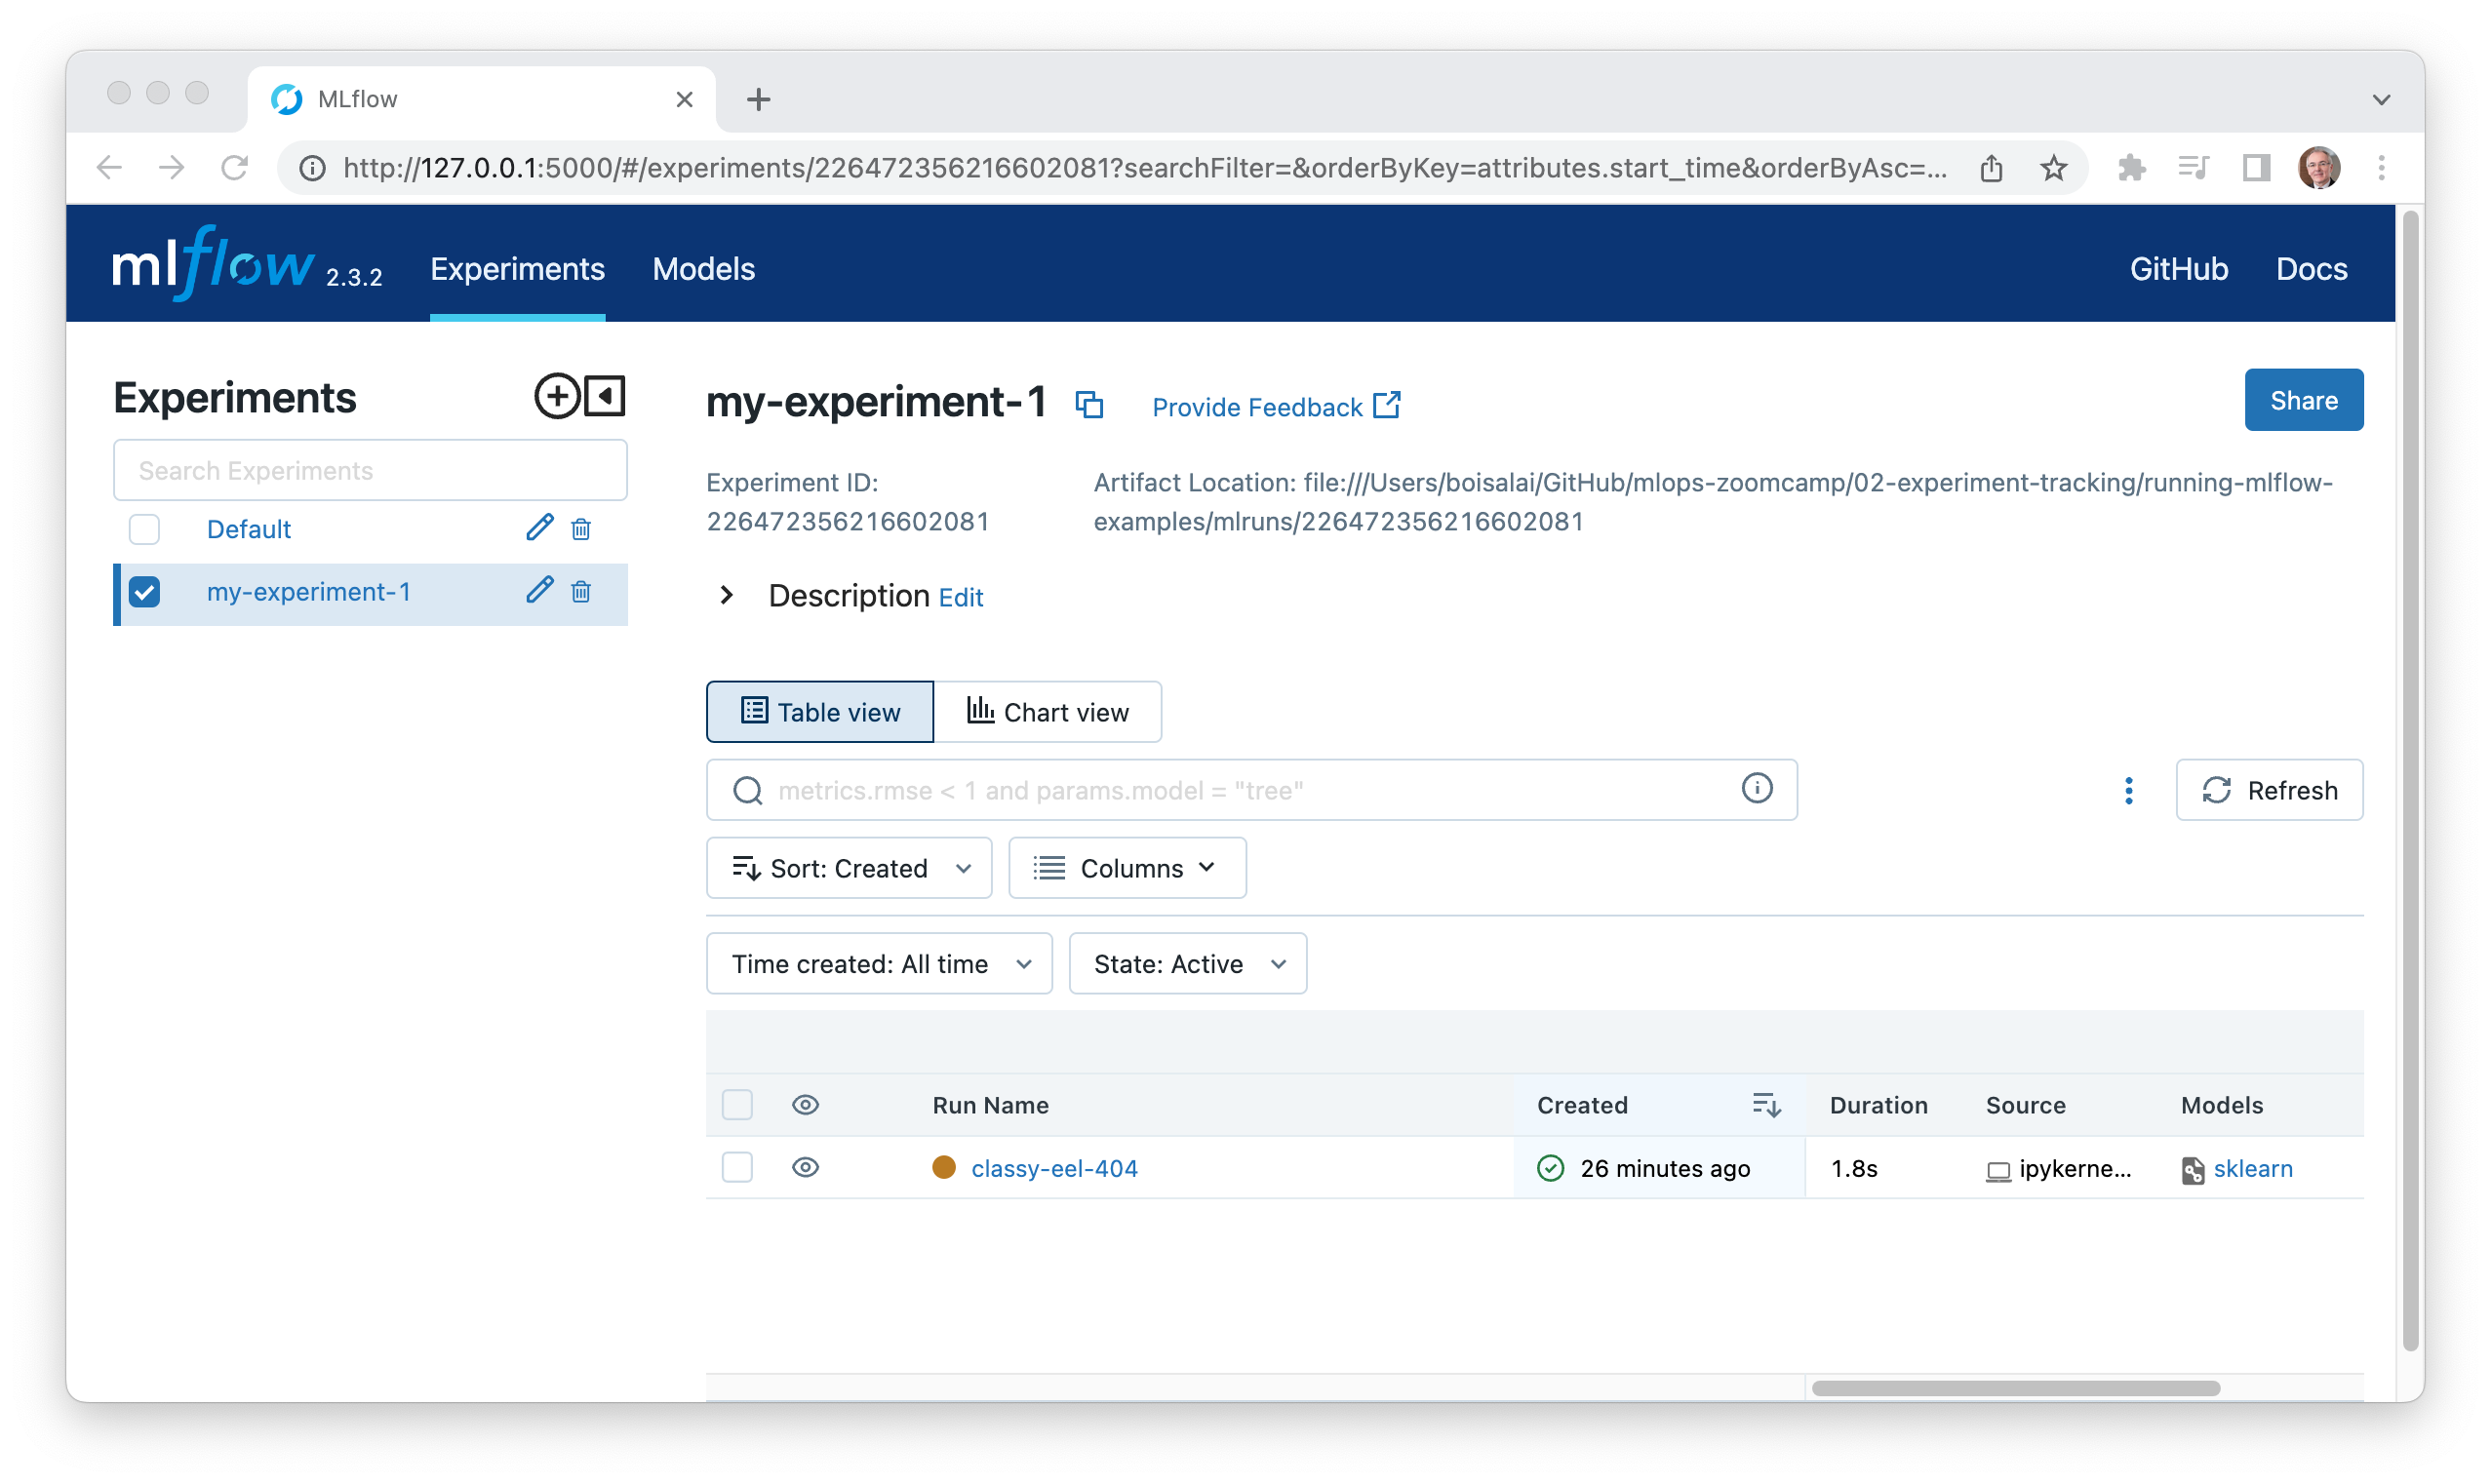 MLflow
http://127.0.0.1:5000/#/experiments/226472356216602081?searchFilter=&orderByKey=attributes.start_time&orderByAsc=...
mlflow 2.3.2 Experiments Models GitHub Docs
Experiments
Search Experiments
Default
my-experiment-1
my-experiment-1 Provide Feedback Share
Experiment ID:
226472356216602081
Artifact Location: file:///Users/boisalai/GitHub/mlops-zoomcamp/02-experiment-tracking/running-mlflow-
examples/mlruns/226472356216602081
Description Edit
Table view Chart view
metrics.rmse < 1 and params.model = "tree" Refresh
Sort: Created Columns
Time created: All time State: Active
Run Name Created Duration Source Models
classy-eel-404 26 minutes ago 1.8s ipykerne... sklearn